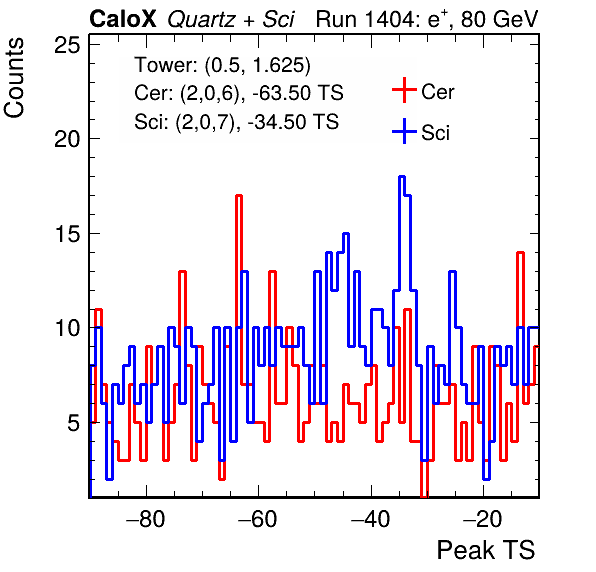 CaloX Quartz + Sci Run 1404: e+, 80 GeV
Counts
25
20
15
10
5
Tower: (0.5, 1.625)
Cer: (2,0,6), -63.50 TS
Sci: (2,0,7), -34.50 TS
Cer
Sci
−80 −60 −40 −20
Peak TS